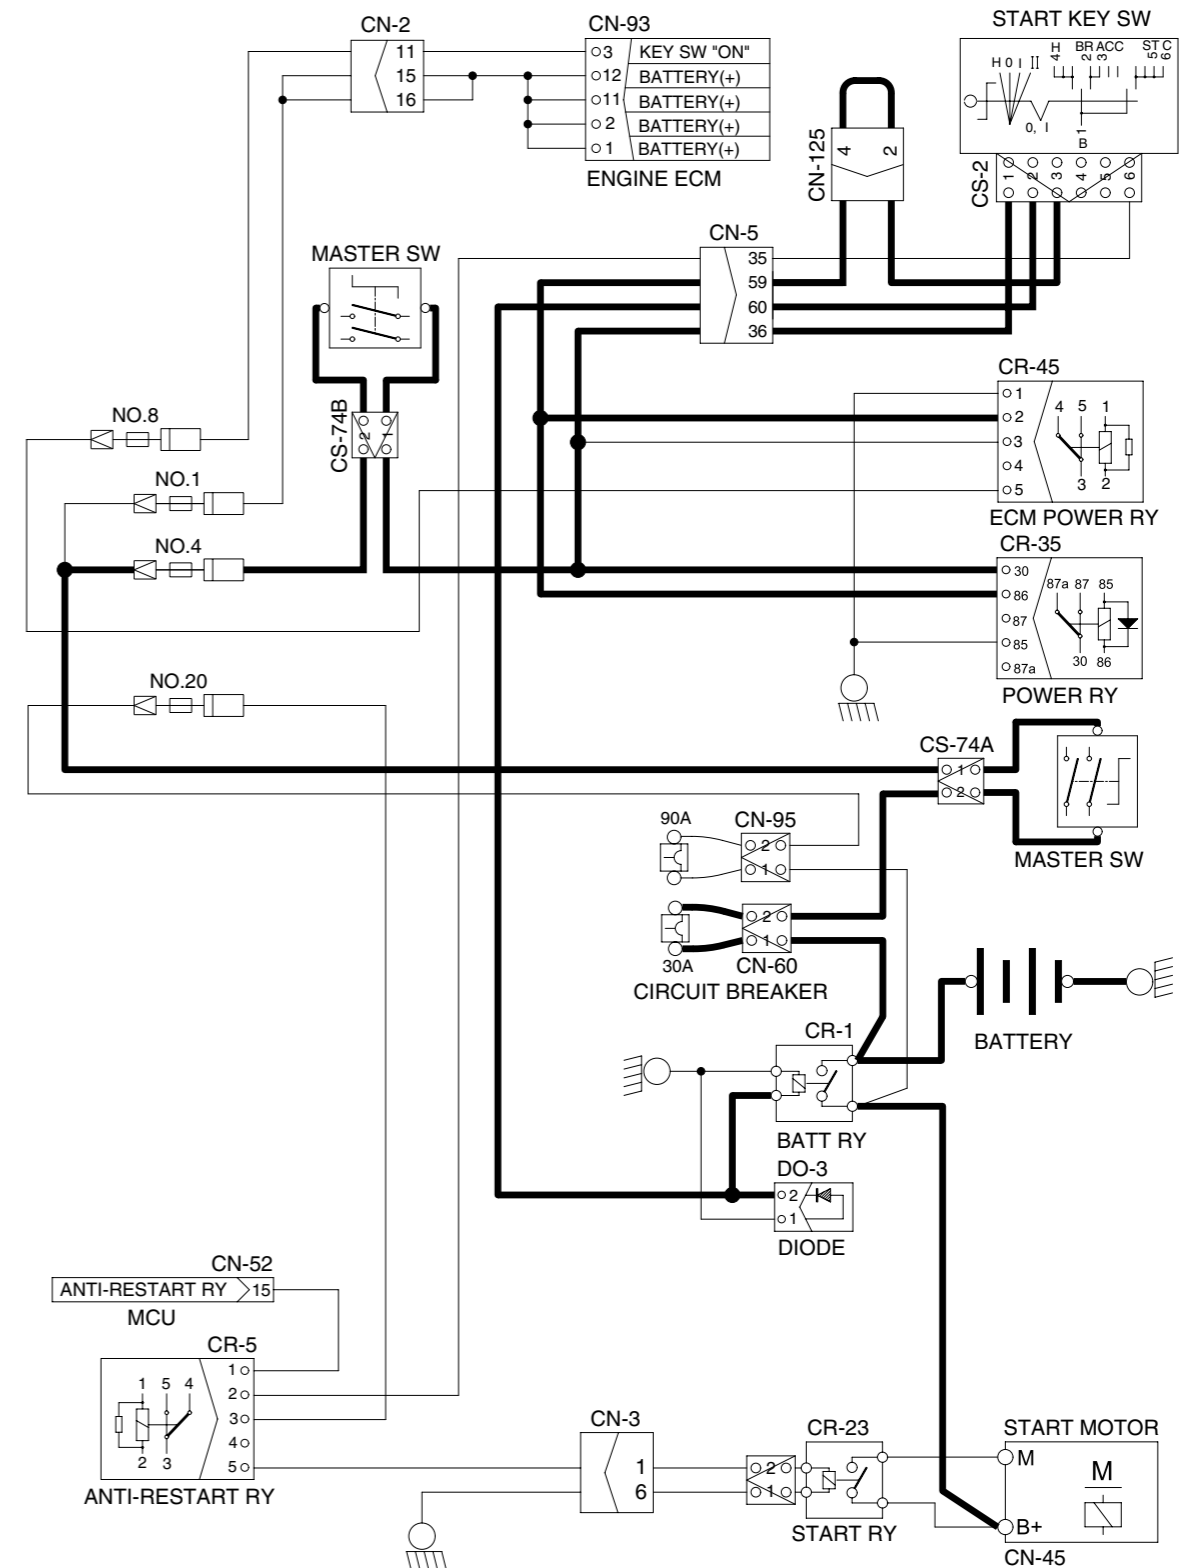 CN-2
11
15
16
CN-93
3 KEY SW "ON"
12 BATTERY(+)
11 BATTERY(+)
2 BATTERY(+)
1 BATTERY(+)
ENGINE ECM
START KEY SW
H 0 I II
H BR ACC ST C
4 2 3 5 6
0, I
1
B
CS-2
1 2 3 4 5 6
CN-125
4 2
CN-5
35
59
60
36
MASTER SW
CS-74B
2 1
NO.8
NO.1
NO.4
NO.20
CR-45
1
2
3
4
5
4 5 1
3 2
ECM POWER RY
CR-35
30
86
87
85
87a
87a 87 85
30 86
POWER RY
CS-74A
1
2
MASTER SW
90A
CN-95
2
1
30A
2
1
CN-60
CIRCUIT BREAKER
BATTERY
CR-1
BATT RY
DO-3
2
1
DIODE
CN-52
ANTI-RESTART RY 15
MCU
CR-5
1
2
3
4
5
1 5 4
2 3
ANTI-RESTART RY
CN-3
1
6
2
1
CR-23
START RY
START MOTOR
M
M
B+
CN-45